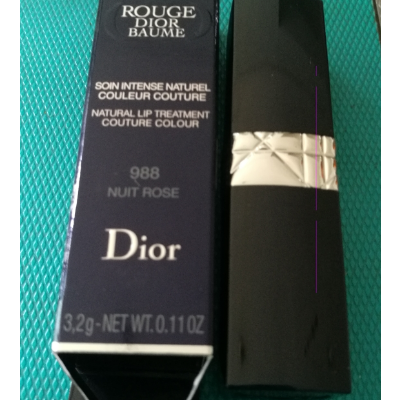 ROUGE
DIOR
BAUME
SOIN INTENSE NATUREL
COULEUR COUTURE
NATURAL LIP TREATMENT
COUTURE COLOUR
988
NUIT ROSE
Dior
3,2g-NET WT. 0.11 OZ